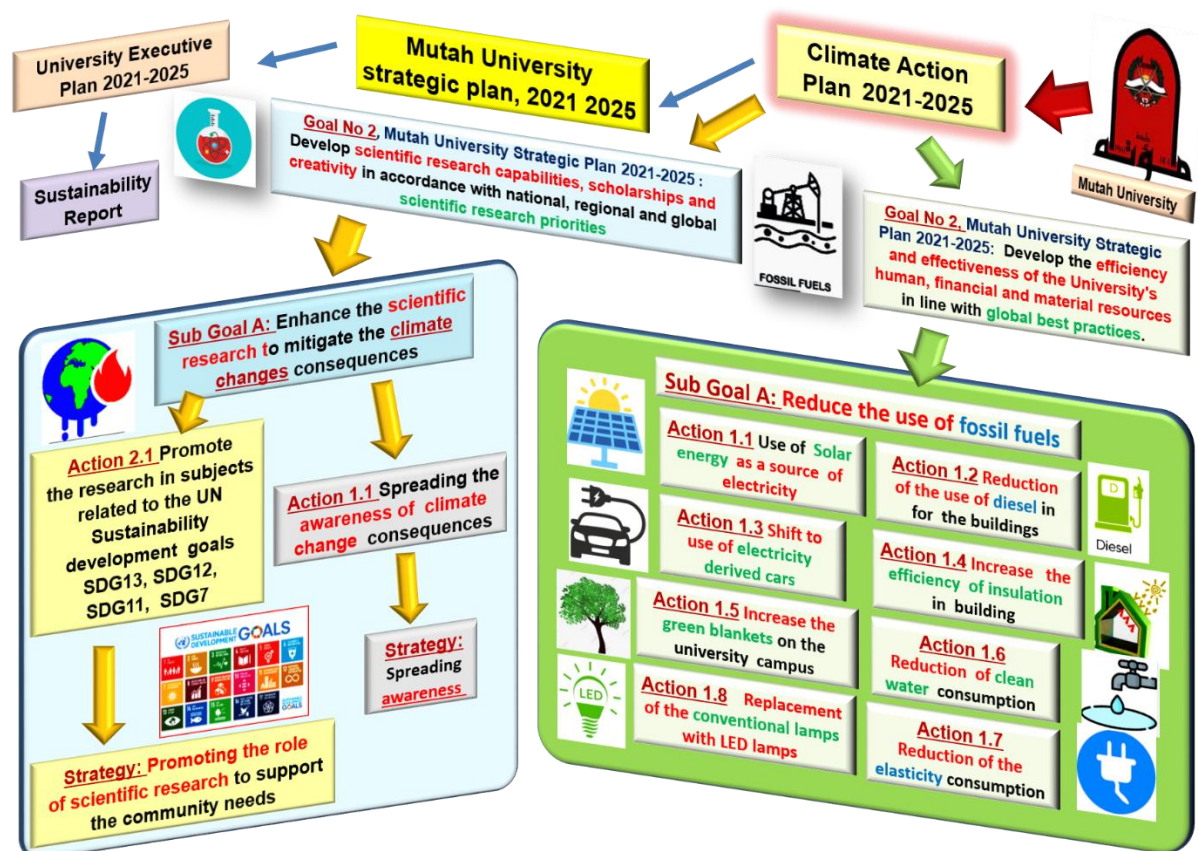 University Executive
Plan 2021-2025
Mutah University
strategic plan, 2021 2025
Climate Action
Plan 2021-2025
Mutah University
Sustainability
Report
Goal No 2, Mutah University Strategic Plan 2021-2025 :
Develop scientific research capabilities, scholarships and
creativity in accordance with national, regional and global
scientific research priorities
FOSSIL FUELS
Goal No 2, Mutah University Strategic
Plan 2021-2025: Develop the efficiency
and effectiveness of the University's
human, financial and material resources
in line with global best practices.
Sub Goal A: Enhance the scientific
research to mitigate the climate
changes consequences
Action 2.1 Promote
the research in subjects
related to the UN
Sustainability
development goals
SDG13, SDG12,
SDG11, SDG7
Action 1.1 Spreading the
awareness of climate
change consequences
SUSTAINABLE
DEVELOPMENT GOALS
SUSTAINABLE
GOALS
Strategy:
Spreading
awareness
Strategy: Promoting the role
of scientific research to support
the community needs
Sub Goal A: Reduce the use of fossil fuels
Action 1.1 Use of Solar
energy as a source of
electricity
Action 1.2 Reduction
of the use of diesel in
for the buildings
D
Diesel
Action 1.3 Shift to
use of electricity
derived cars
Action 1.4 Increase the
efficiency of insulation
in building
Action 1.5 Increase the
green blankets on the
university campus
Action 1.6
Reduction of clean
water consumption
LED
Action 1.8 Replacement
of the conventional lamps
with LED lamps
Action 1.7
Reduction of the
elasticity consumption